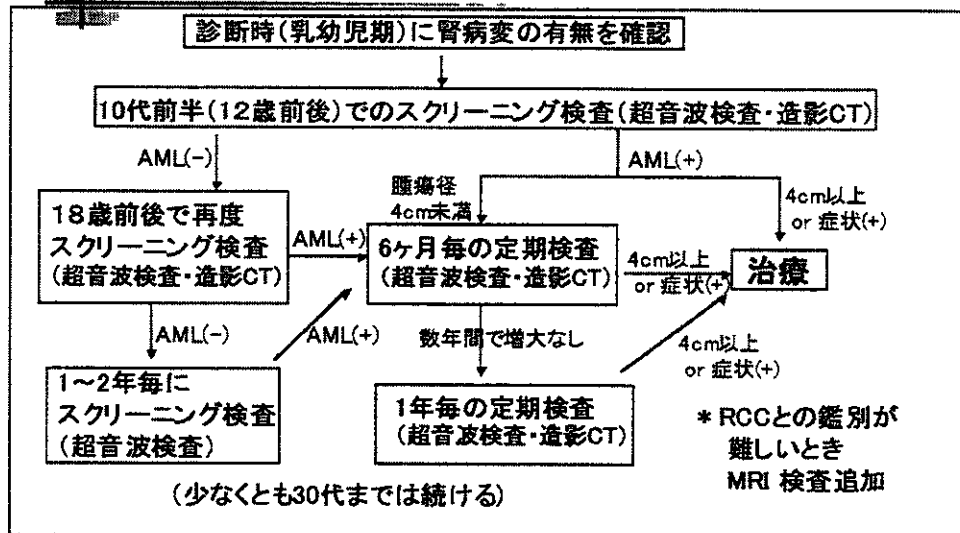 診断時(乳幼児期)に腎病変の有無を確認
10代前半(12歳前後)でのスクリーニング検査(超音波検査・造影CT)
AML(-)
AML(+)
腫瘍径
4cm未満
4cm以上
or 症状(+)
18歳前後で再度
スクリーニング検査
(超音波検査・造影CT)
AML(+)
6ヶ月毎の定期検査
(超音波検査・造影CT)
4cm以上
or 症状(+)
治療
AML(-)
AML(+)
数年間で増大なし
4cm以上
or 症状(+)
1～2年毎に
スクリーニング検査
(超音波検査)
1年毎の定期検査
(超音波検査・造影CT)
＊RCCとの鑑別が
難しいとき
MRI 検査追加
(少なくとも30代までは続ける)